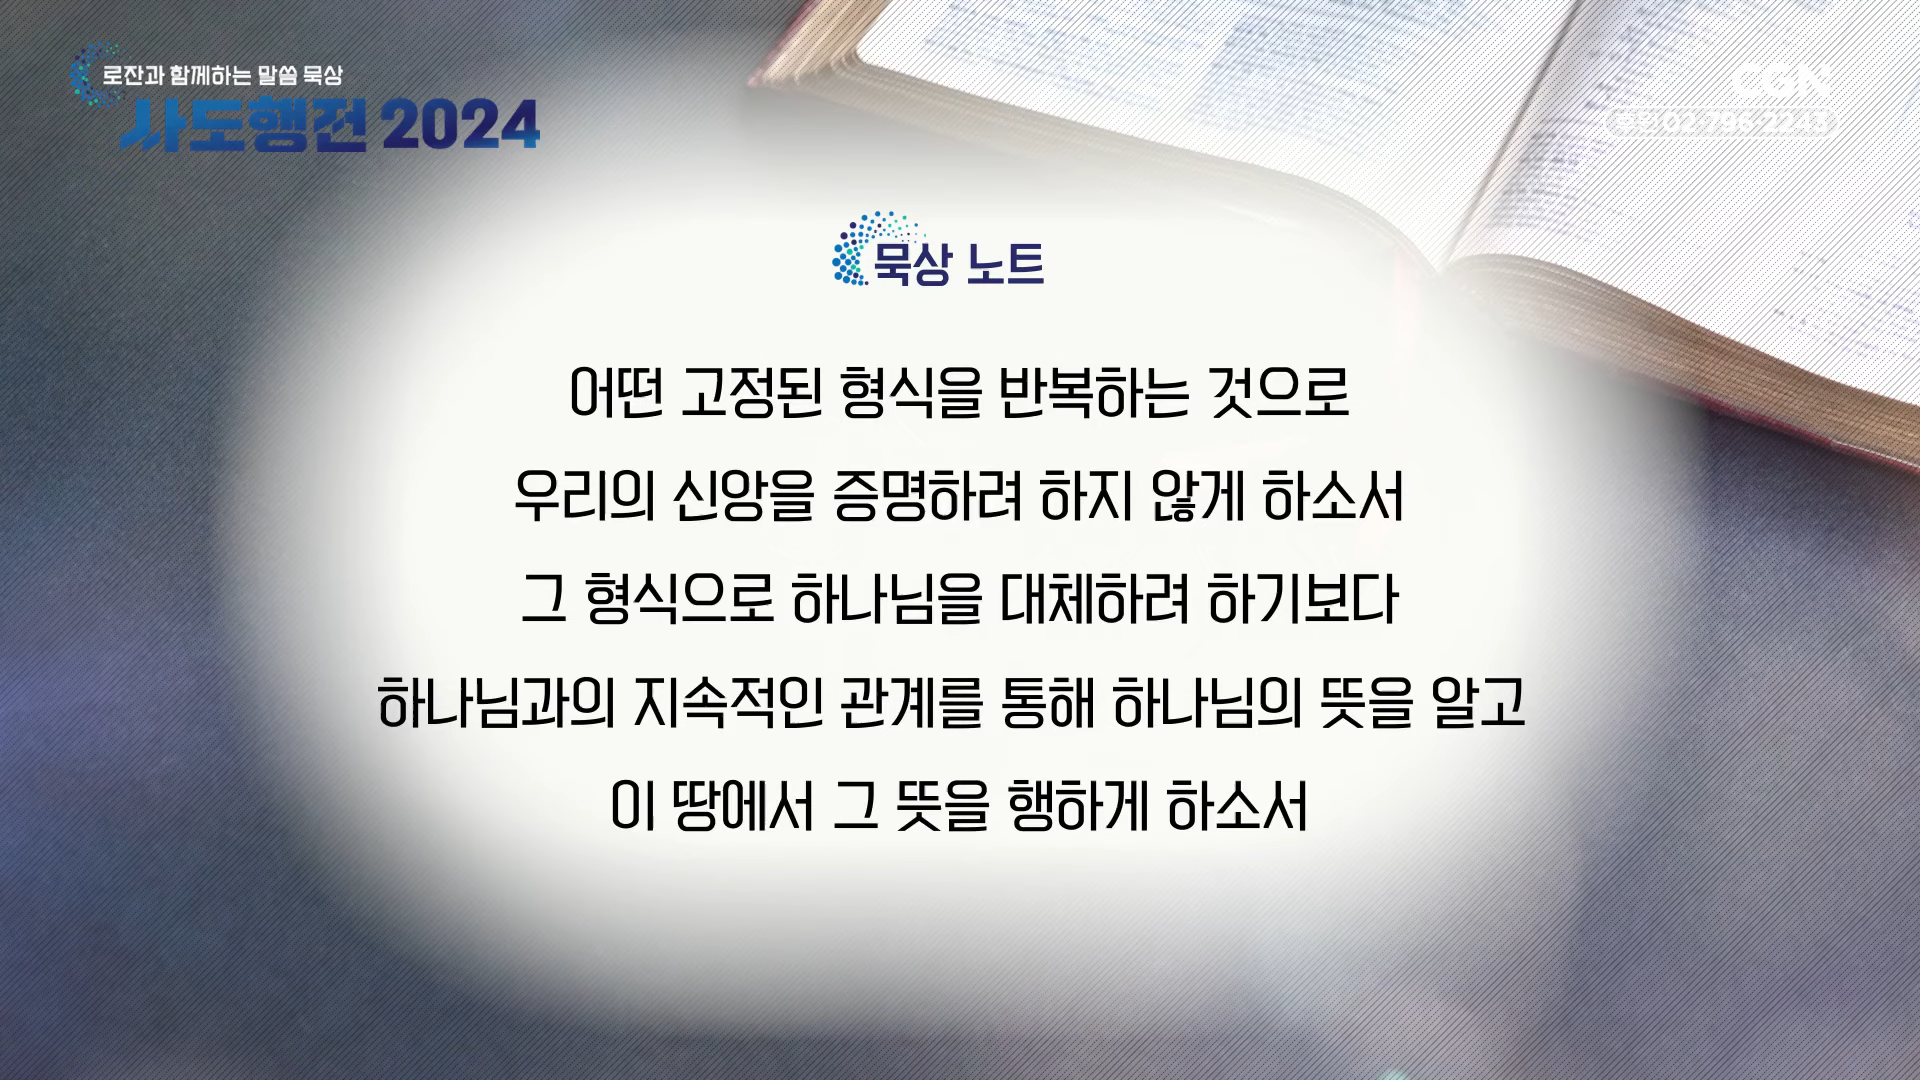 로잔과 함께하는 말씀 묵상
사도행전 2024
CGN
후원 02-796-2243
묵상 노트
어떤 고정된 형식을 반복하는 것으로
우리의 신앙을 증명하려 하지 않게 하소서
그 형식으로 하나님을 대체하려 하기보다
하나님과의 지속적인 관계를 통해 하나님의 뜻을 알고
이 땅에서 그 뜻을 행하게 하소서